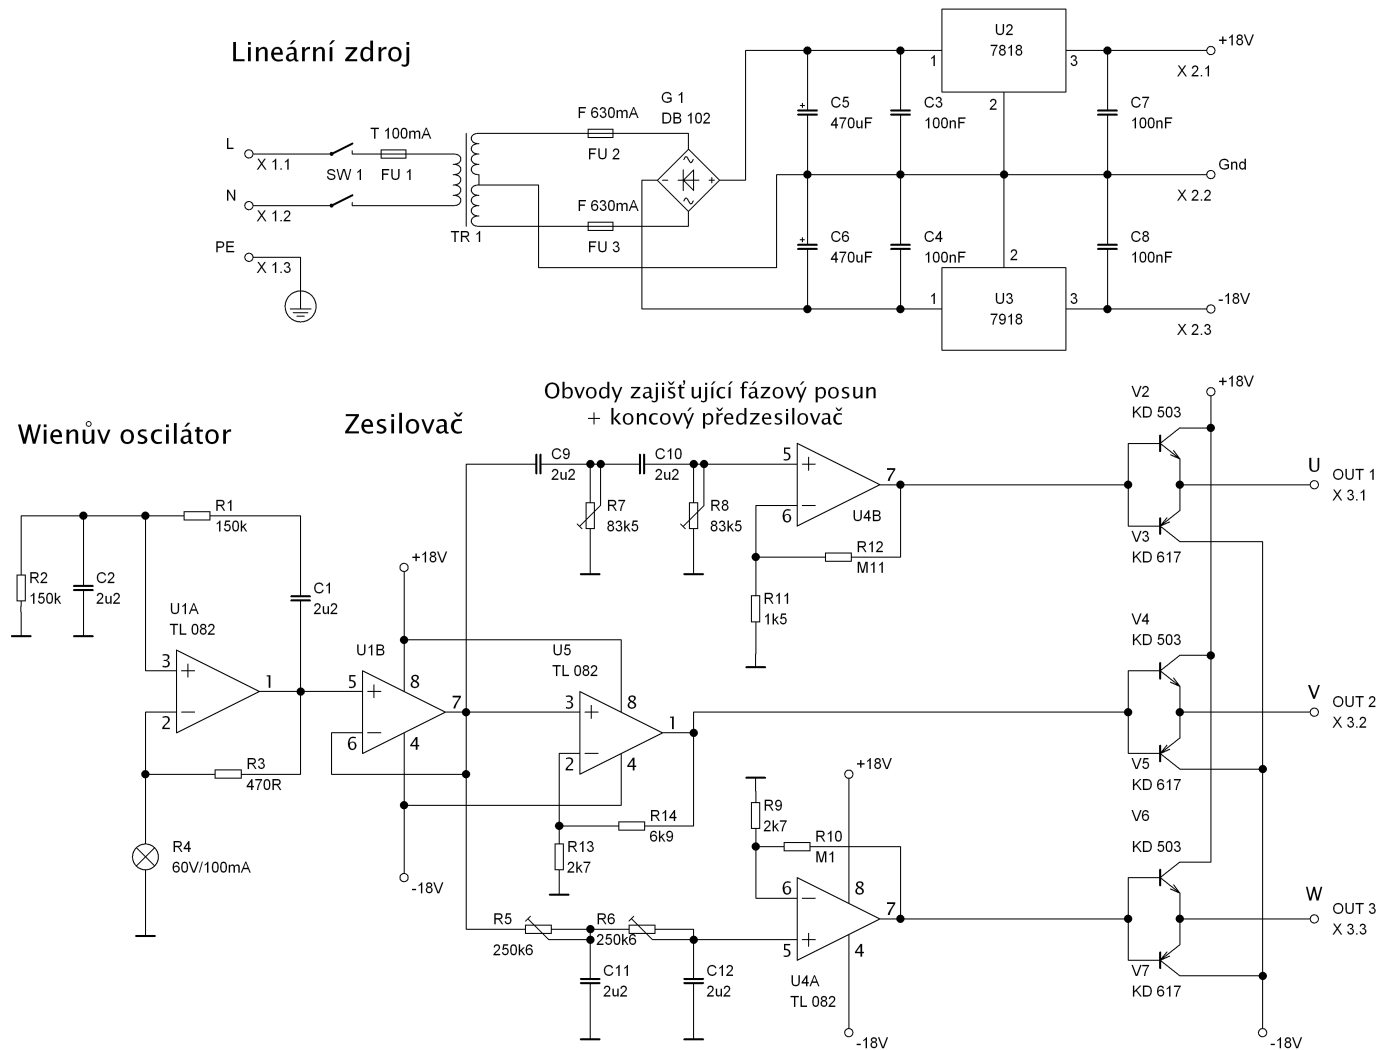 Lineární zdroj
L
X 1.1
N
X 1.2
PE
X 1.3
SW 1
T 100mA
FU 1
TR 1
F 630mA
FU 2
F 630mA
FU 3
G 1
DB 102
~
-
+
~
+
C5
470uF
C3
100nF
+
C6
470uF
C4
100nF
U2
7818
1
2
3
U3
7918
1
2
3
C7
100nF
C8
100nF
+18V
X 2.1
Gnd
X 2.2
-18V
X 2.3
Wienův oscilátor
R1
150k
R2
150k
C2
2u2
C1
2u2
U1A
TL 082
3
+
1
2
-
R3
470R
R4
60V/100mA
Zesilovač
+18V
U1B
5
+
8
7
6
-
4
-18V
U5
TL 082
3
+
8
1
2
-
4
R14
6k9
R13
2k7
Obvody zajišťující fázový posun
+ koncový předzesilovač
C9
2u2
C10
2u2
R7
83k5
R8
83k5
5
+
7
6
-
U4B
R12
M11
R11
1k5
R5
250k6
R6
250k6
C11
2u2
C12
2u2
R9
2k7
R10
M1
+18V
6
-
8
7
5
+
4
U4A
TL 082
-18V
V2
KD 503
+18V
V3
KD 617
U
OUT 1
X 3.1
V4
KD 503
V5
KD 617
V
OUT 2
X 3.2
V6
KD 503
V7
KD 617
W
OUT 3
X 3.3
-18V